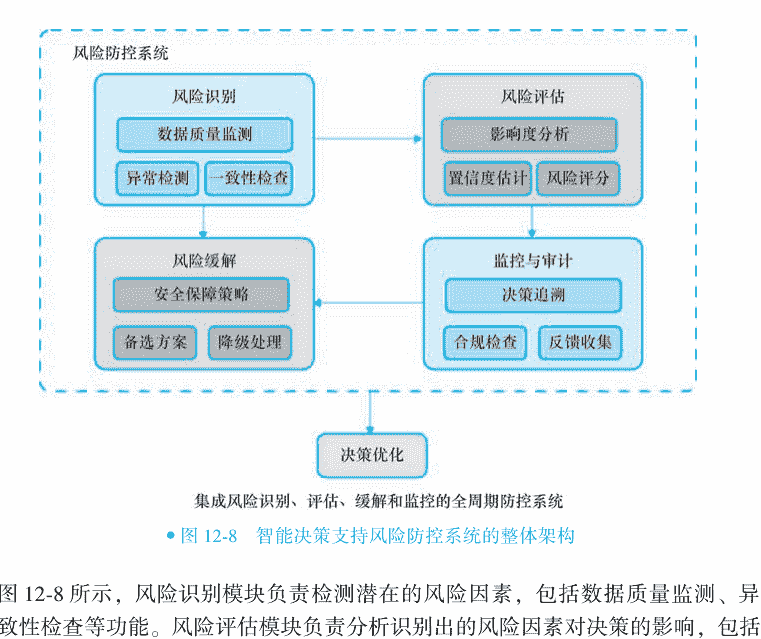 风险防控系统
风险识别
数据质量监测
异常检测
一致性检查
风险评估
影响度分析
置信度估计
风险评分
风险缓解
安全保障策略
备选方案
降级处理
监控与审计
决策追溯
合规检查
反馈收集
决策优化
集成风险识别、评估、缓解和监控的全周期防控系统
●图 12-8 智能决策支持风险防控系统的整体架构
图 12-8 所示，风险识别模块负责检测潜在的风险因素，包括数据质量监测、异
致性检查等功能。风险评估模块负责分析识别出的风险因素对决策的影响，包括